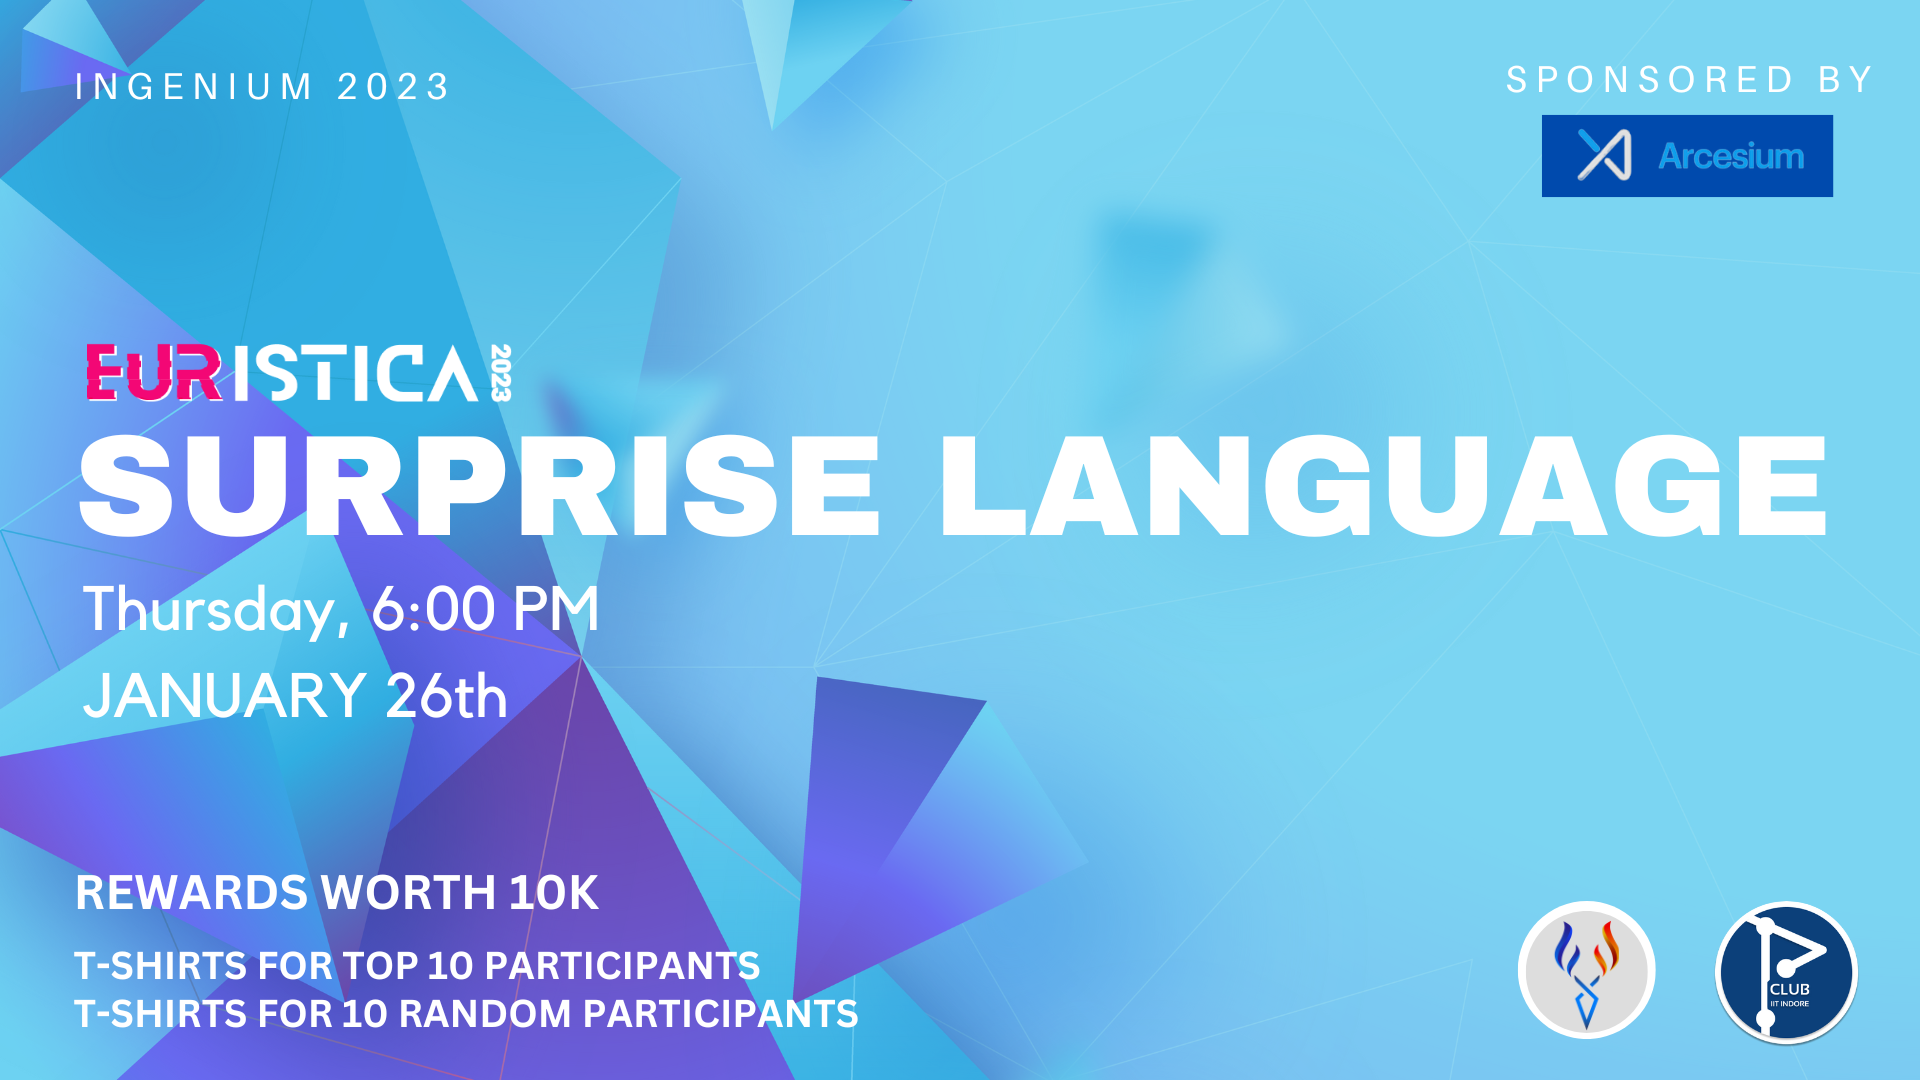 INGENIUM 2023
SPONSORED BY
Arcesium
EURISTICA 2023
SURPRISE LANGUAGE
Thursday, 6:00 PM
JANUARY 26th
REWARDS WORTH 10K
T-SHIRTS FOR TOP 10 PARTICIPANTS
T-SHIRTS FOR 10 RANDOM PARTICIPANTS
CLUB
IIT INDORE